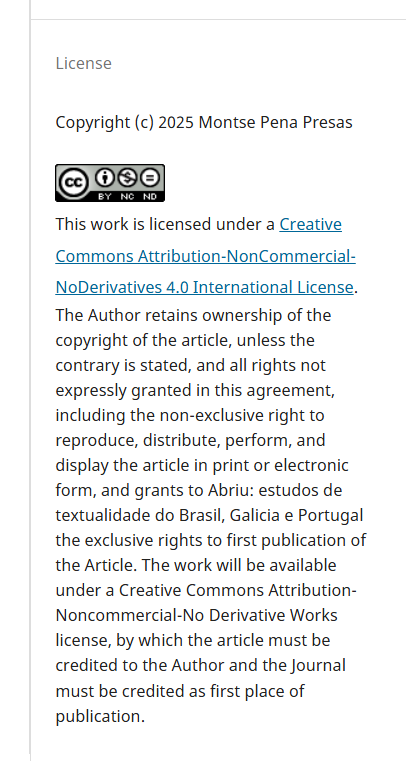 License
Copyright (c) 2025 Montse Pena Presas
cc BY NC ND
This work is licensed under a Creative
Commons Attribution-NonCommercial-
NoDerivatives 4.0 International License.
The Author retains ownership of the
copyright of the article, unless the
contrary is stated, and all rights not
expressly granted in this agreement,
including the non-exclusive right to
reproduce, distribute, perform, and
display the article in print or electronic
form, and grants to Abriu: estudos de
textualidade do Brasil, Galicia e Portugal
the exclusive rights to first publication of
the Article. The work will be available
under a Creative Commons Attribution-
Noncommercial-No Derivative Works
license, by which the article must be
credited to the Author and the Journal
must be credited as first place of
publication.